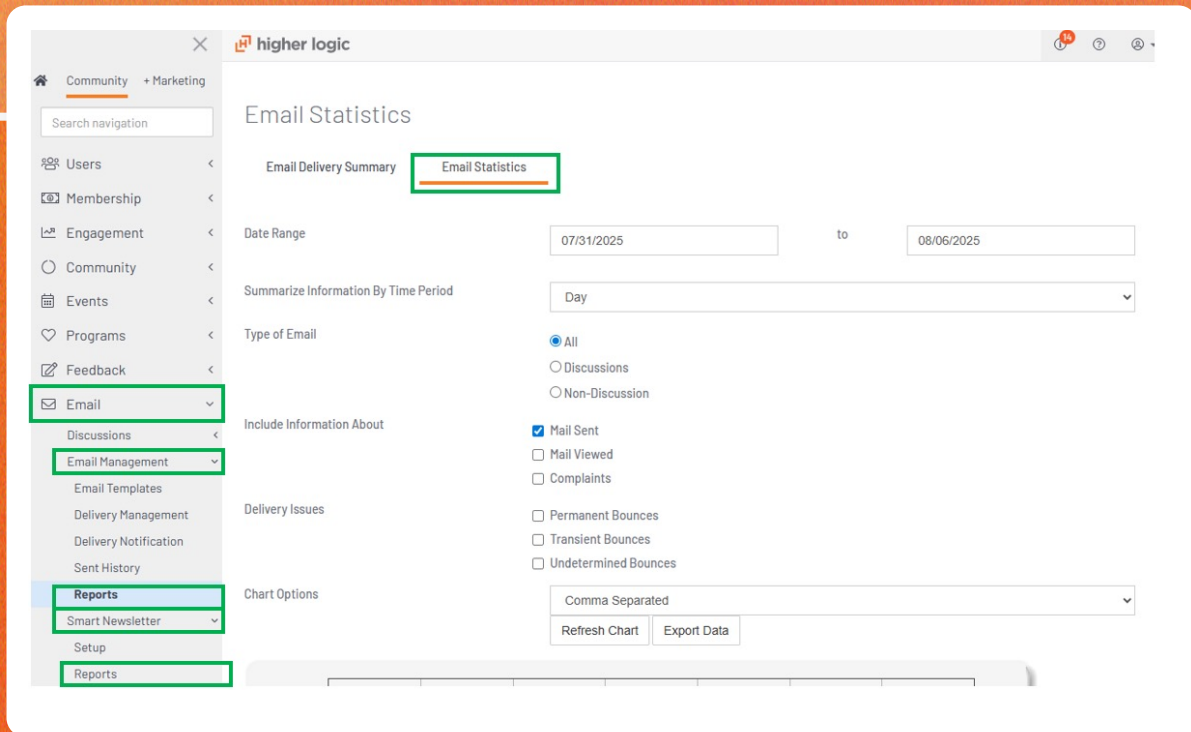 higher logic
14
Community + Marketing
Search navigation
Users
Membership
Engagement
Community
Events
Programs
Feedback
Email
Discussions
Email Management
Email Templates
Delivery Management
Delivery Notification
Sent History
Reports
Smart Newsletter
Setup
Reports
Email Statistics
Email Delivery Summary Email Statistics
Date Range 07/31/2025 to 08/06/2025
Summarize Information By Time Period Day
Type of Email All
Discussions
Non-Discussion
Include Information About Mail Sent
Mail Viewed
Complaints
Delivery Issues Permanent Bounces
Transient Bounces
Undetermined Bounces
Chart Options Comma Separated
Refresh Chart Export Data